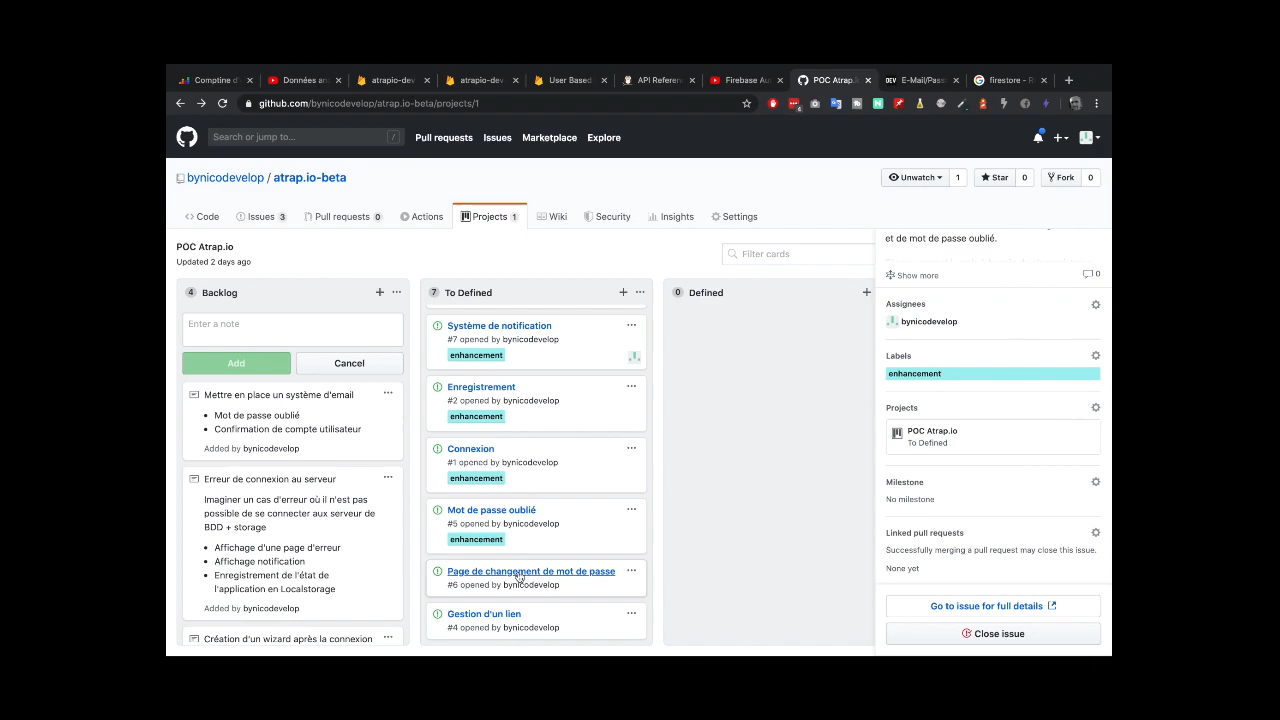 Comptine d'
Données an
atrapio-dev
atrapio-dev
User Based
API Referen
Firebase Au
POC Atrap.i
DEV E-Mail/Pass
firestore - R
github.com/bynicodevelop/atrap.io-beta/projects/1
Search or jump to... /
Pull requests Issues Marketplace Explore
bynicodevelop / atrap.io-beta
Unwatch 1 Star 0 Fork 0
Code Issues 3 Pull requests 0 Actions Projects 1 Wiki Security Insights Settings
POC Atrap.io
Updated 2 days ago
Filter cards
4 Backlog
Enter a note
Add Cancel
Mettre en place un système d'email
Mot de passe oublié
Confirmation de compte utilisateur
Added by bynicodevelop
Erreur de connexion au serveur
Imaginer un cas d'erreur où il n'est pas
possible de se connecter aux serveur de
BDD + storage
Affichage d'une page d'erreur
Affichage notification
Enregistrement de l'état de
l'application en Localstorage
Added by bynicodevelop
Création d'un wizard après la connexion
7 To Defined
Système de notification
#7 opened by bynicodevelop
enhancement
Enregistrement
#2 opened by bynicodevelop
enhancement
Connexion
#1 opened by bynicodevelop
enhancement
Mot de passe oublié
#5 opened by bynicodevelop
enhancement
Page de changement de mot de passe
#6 opened by bynicodevelop
Gestion d'un lien
#4 opened by bynicodevelop
0 Defined
et de mot de passe oublié.
Show more 0
Assignees
bynicodevelop
Labels
enhancement
Projects
POC Atrap.io
To Defined
Milestone
No milestone
Linked pull requests
Successfully merging a pull request may close this issue.
None yet
Go to issue for full details
Close issue